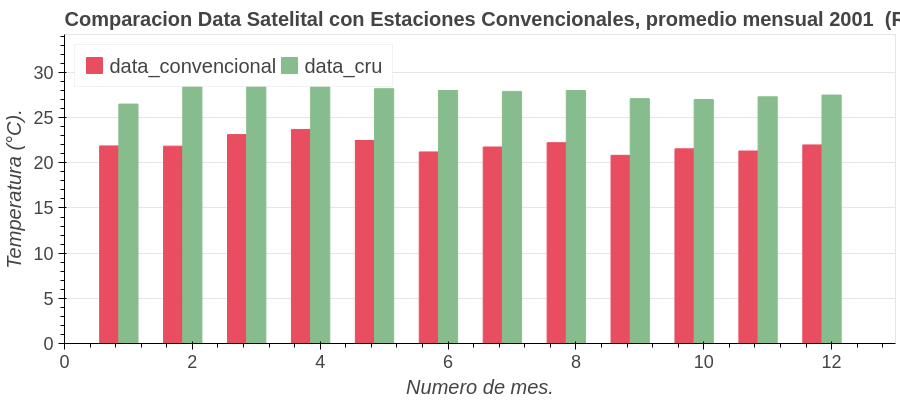 Comparacion Data Satelital con Estaciones Convencionales, promedio mensual 2001 (R
data_convencional data_cru
30
25
20
15
10
5
0
Temperatura (°C).
0 2 4 6 8 10 12
Numero de mes.